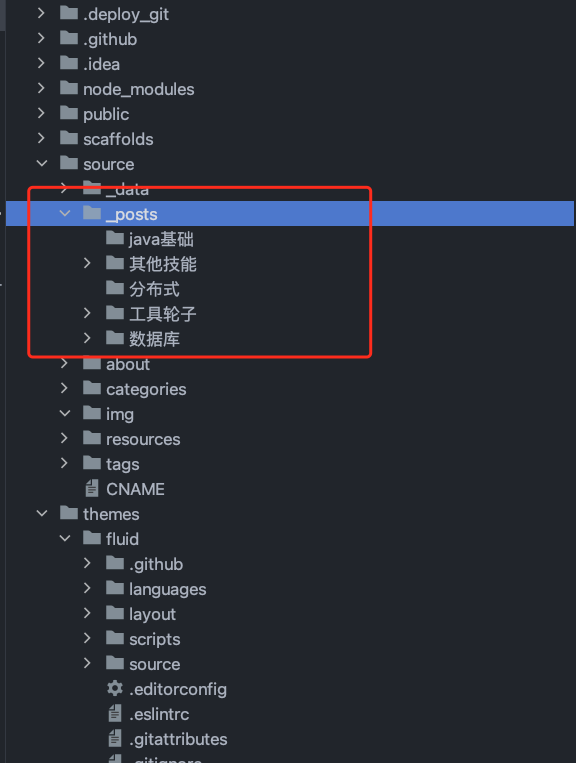 .deploy_git
.github
.idea
node_modules
public
scaffolds
source
_data
_posts
java基础
其他技能
分布式
工具轮子
数据库
about
categories
img
resources
tags
CNAME
themes
fluid
.github
languages
layout
scripts
source
.editorconfig
.eslintrc
.gitattributes
.gitignore